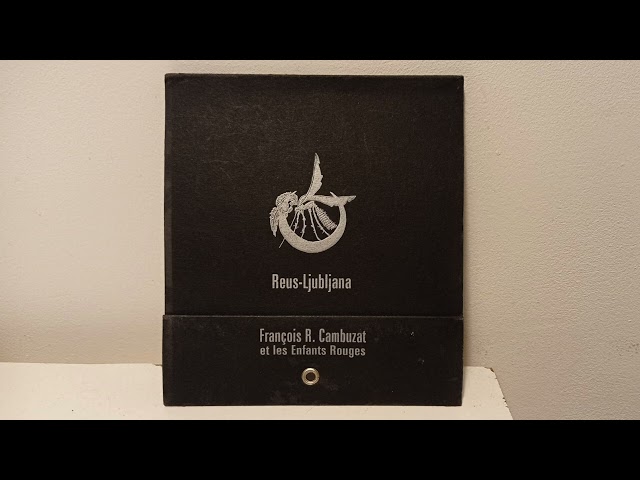 Reus-Ljubljana
François R. Cambuzat
et les Enfants Rouges